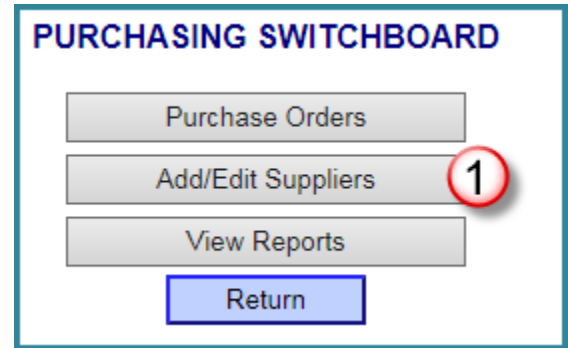 PURCHASING SWITCHBOARD
Purchase Orders
Add/Edit Suppliers
1
View Reports
Return